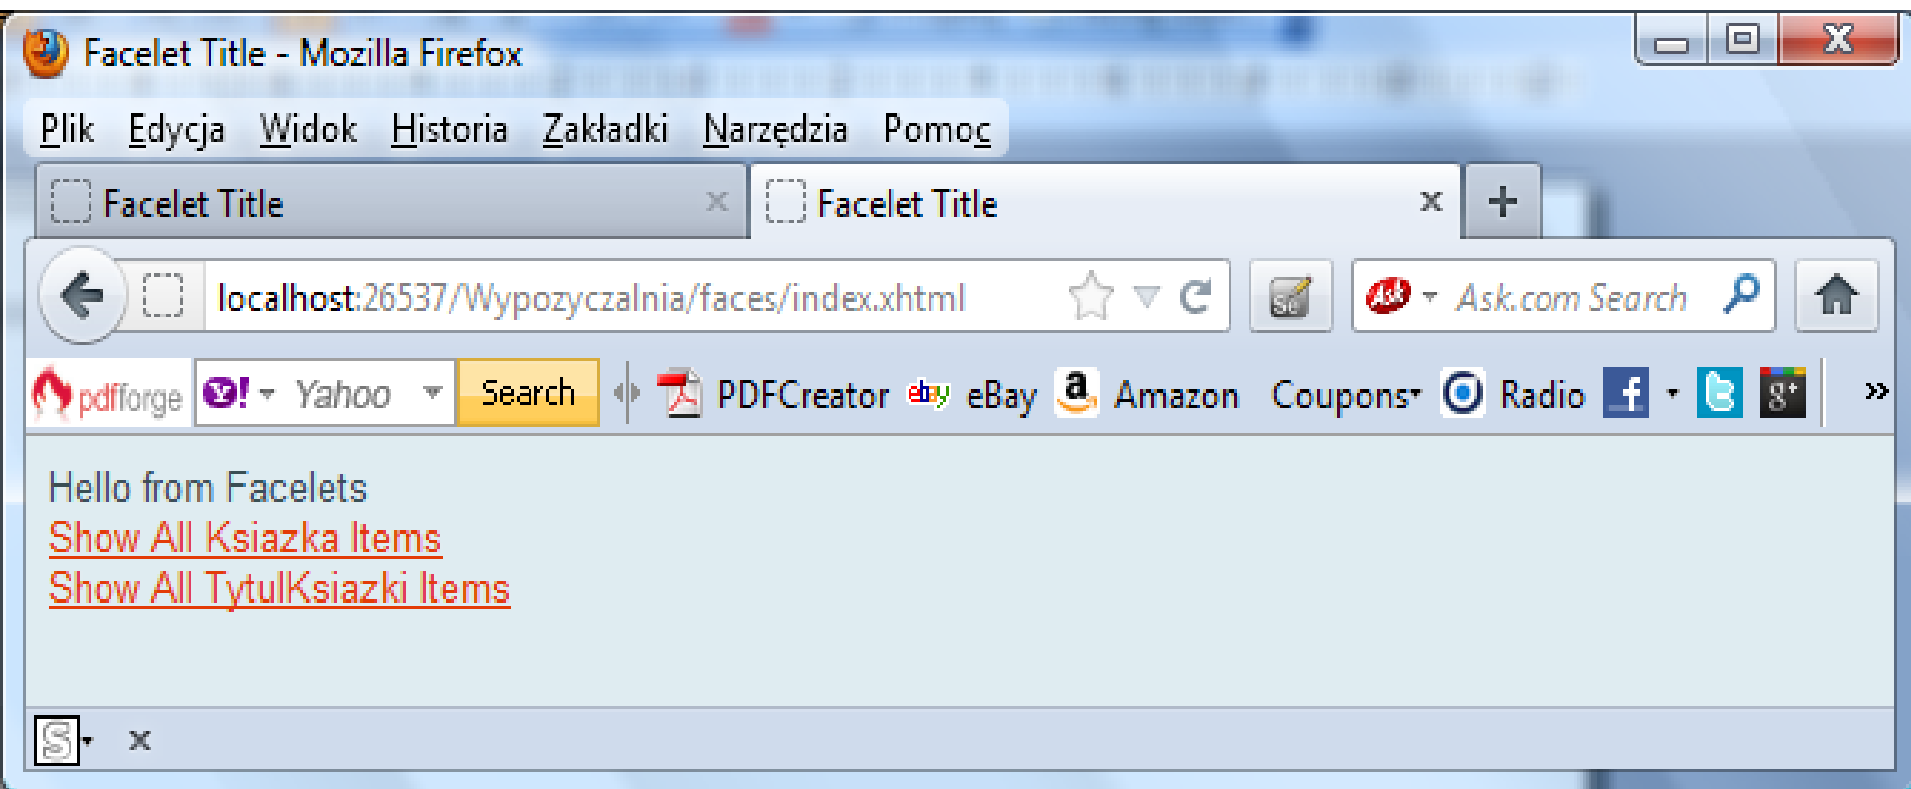 Facelet Title - Mozilla Firefox
Plik Edycja Widok Historia Zakładki Narzędzia Pomoc
Facelet Title Facelet Title
localhost:26537/Wypozyczalnia/faces/index.xhtml Ask Ask.com Search
pdfforge Y! Yahoo Search PDFCreator ebay eBay a Amazon Coupons Radio f t g+ »
Hello from Facelets
Show All Ksiazka Items
Show All TytulKsiazki Items
S